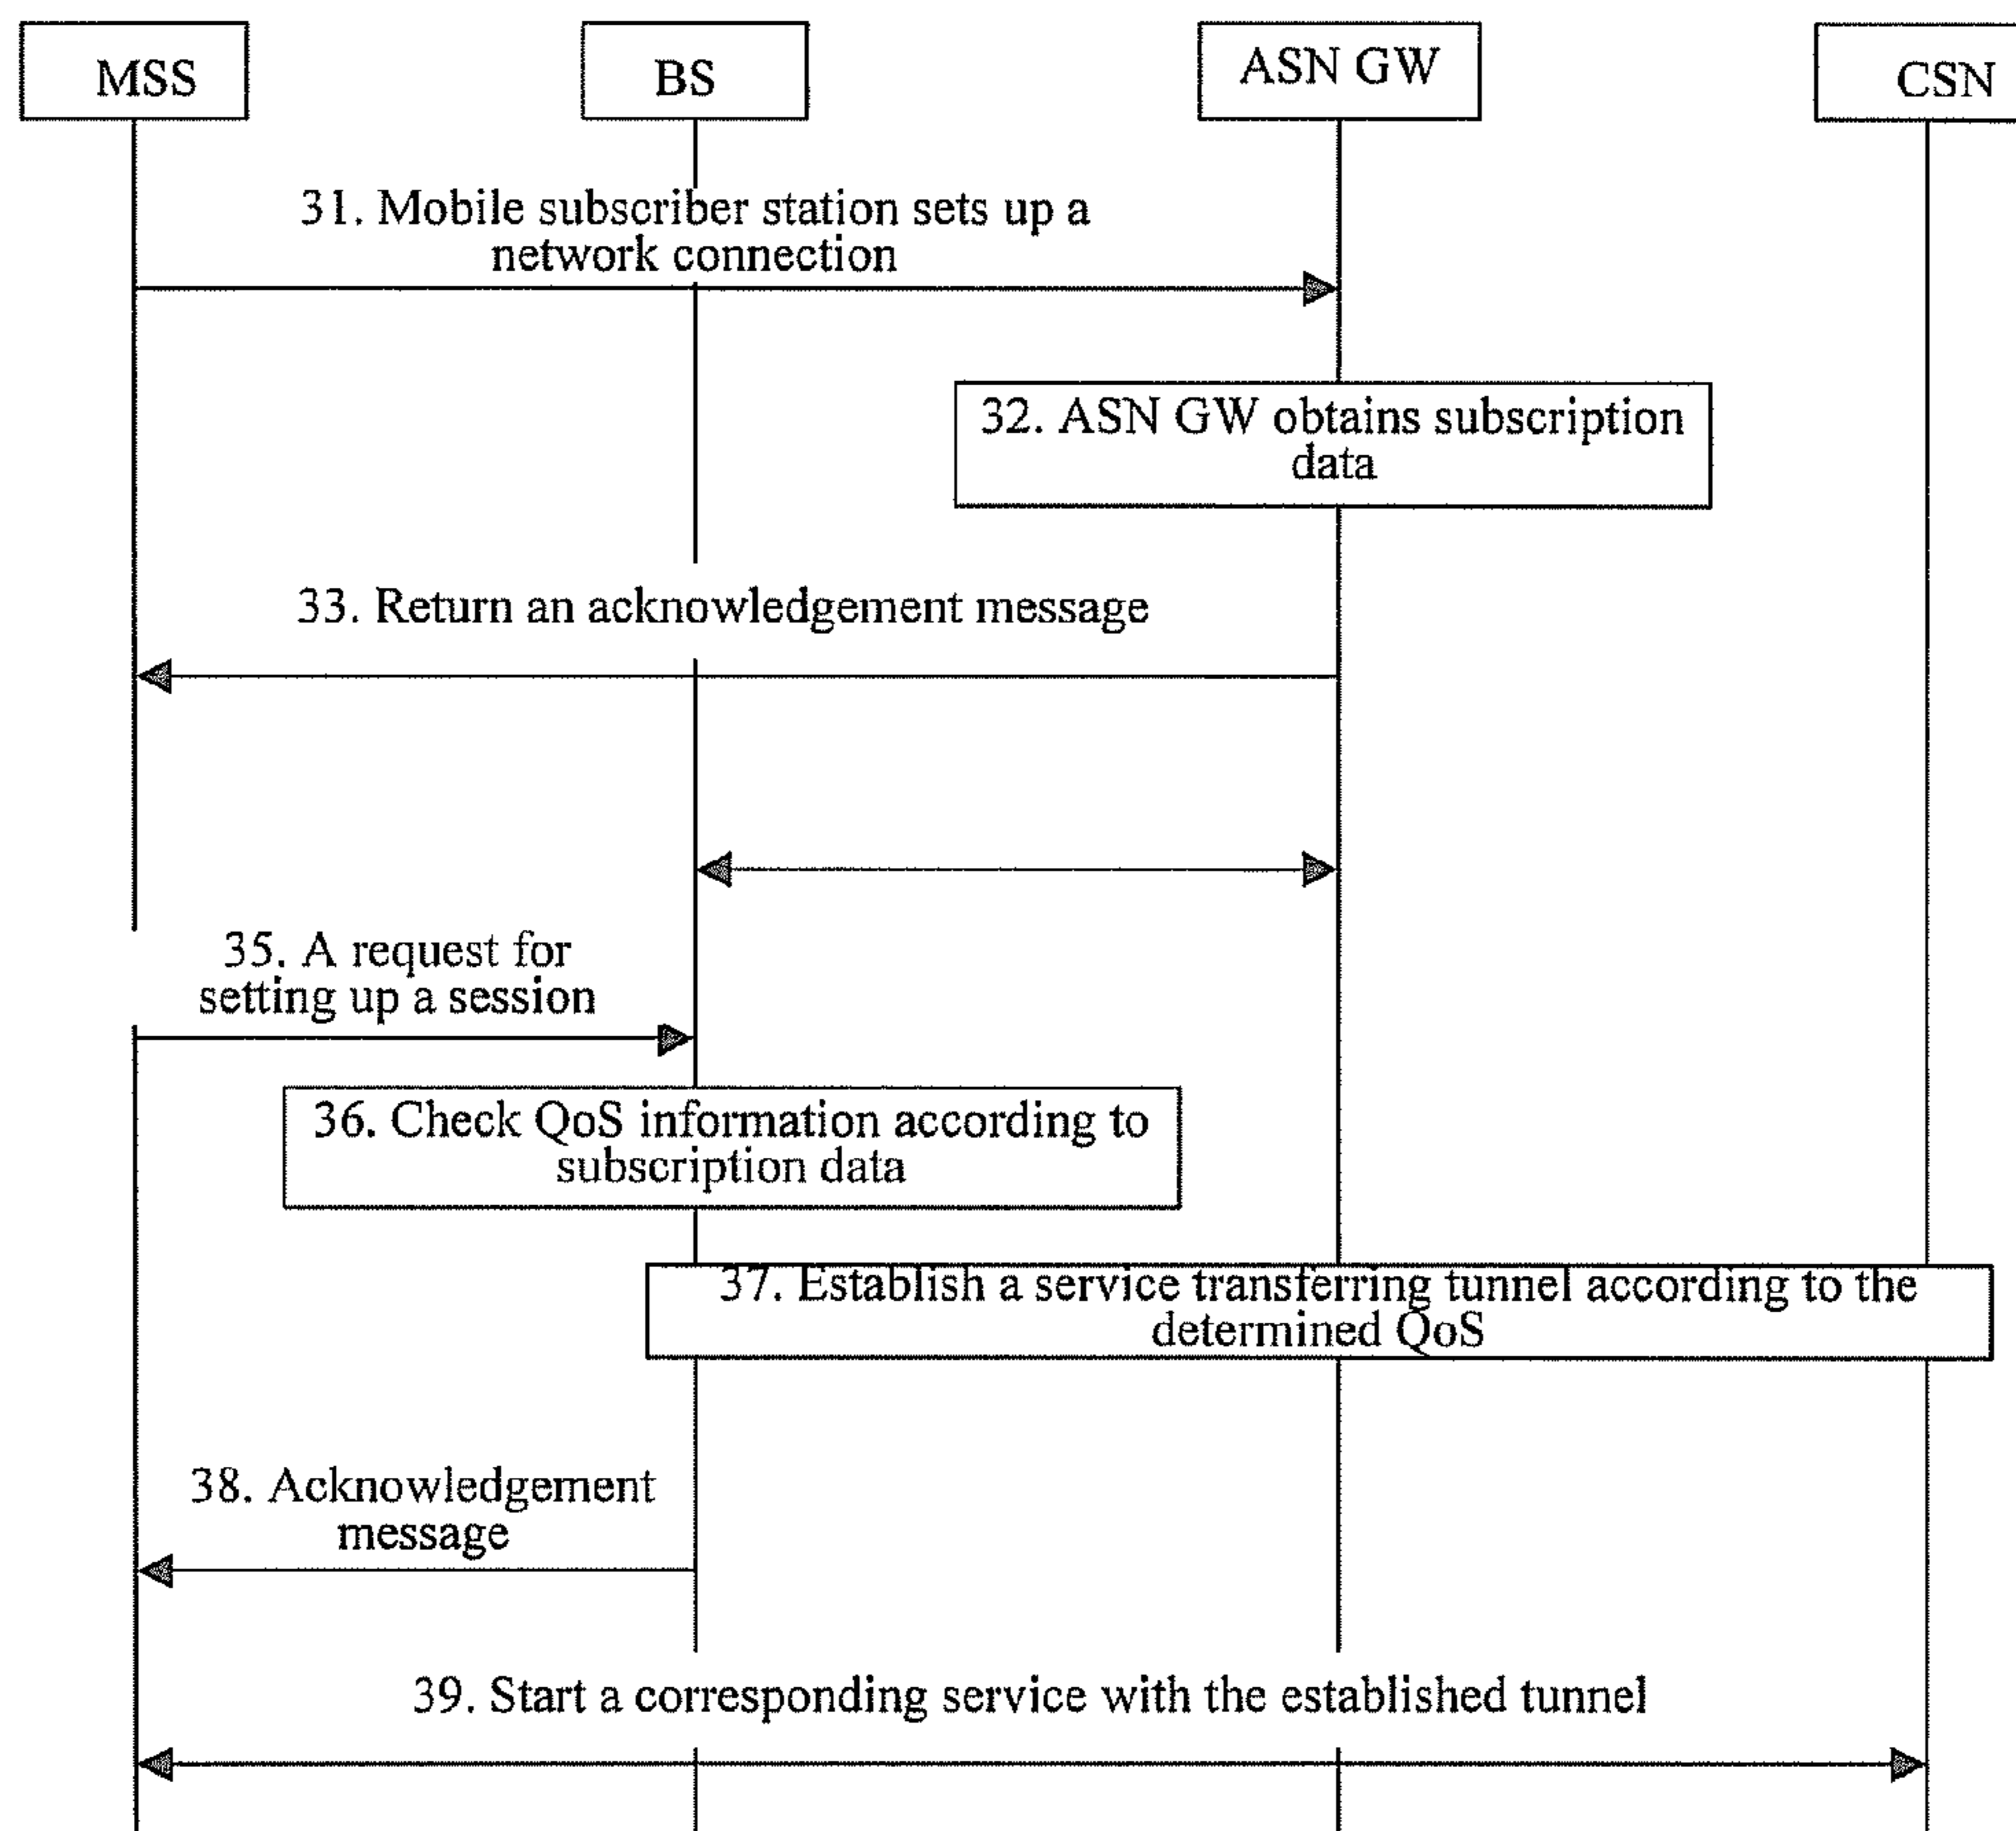 MSS
BS
ASN GW
CSN
31. Mobile subscriber station sets up a
network connection
32. ASN GW obtains subscription
data
33. Return an acknowledgement message
35. A request for
setting up a session
36. Check QoS information according to
subscription data
37. Establish a service transferring tunnel according to the
determined QoS
38. Acknowledgement
message
39. Start a corresponding service with the established tunnel